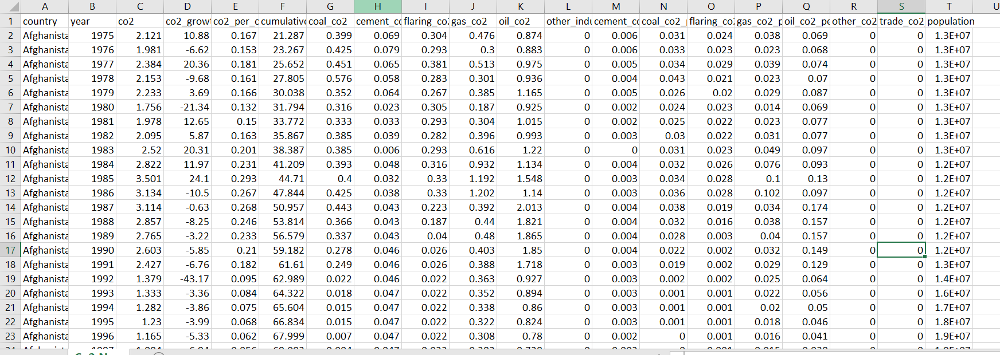 A B C D E F G H I J K L M N O P Q R S T U
1 country year co2 co2_grow co2_per_c cumulative coal_co2 cement_co flaring_co gas_co2 oil_co2 other_indu cement_co coal_co2_ flaring_co gas_co2_p oil_co2_pe other_co2 trade_co2_ population
2 Afghanista 1975 2.121 10.88 0.167 21.287 0.399 0.069 0.304 0.476 0.874 0 0.006 0.031 0.024 0.038 0.069 0 0 1.3E+07
3 Afghanista 1976 1.981 -6.62 0.153 23.267 0.425 0.079 0.293 0.3 0.883 0 0.006 0.033 0.023 0.023 0.068 0 0 1.3E+07
4 Afghanista 1977 2.384 20.36 0.181 25.652 0.451 0.065 0.381 0.513 0.975 0 0.005 0.034 0.029 0.039 0.074 0 0 1.3E+07
5 Afghanista 1978 2.153 -9.68 0.161 27.805 0.576 0.058 0.283 0.301 0.936 0 0.004 0.043 0.021 0.023 0.07 0 0 1.3E+07
6 Afghanista 1979 2.233 3.69 0.166 30.038 0.352 0.064 0.267 0.385 1.165 0 0.005 0.026 0.02 0.029 0.087 0 0 1.3E+07
7 Afghanista 1980 1.756 -21.34 0.132 31.794 0.316 0.023 0.305 0.187 0.925 0 0.002 0.024 0.023 0.014 0.069 0 0 1.3E+07
8 Afghanista 1981 1.978 12.65 0.15 33.772 0.333 0.033 0.293 0.304 1.015 0 0.002 0.025 0.022 0.023 0.077 0 0 1.3E+07
9 Afghanista 1982 2.095 5.87 0.163 35.867 0.385 0.039 0.282 0.396 0.993 0 0.003 0.03 0.022 0.031 0.077 0 0 1.3E+07
10 Afghanista 1983 2.52 20.31 0.201 38.387 0.385 0.006 0.293 0.616 1.22 0 0 0.031 0.023 0.049 0.097 0 0 1.3E+07
11 Afghanista 1984 2.822 11.97 0.231 41.209 0.393 0.048 0.316 0.932 1.134 0 0.004 0.032 0.026 0.076 0.093 0 0 1.2E+07
12 Afghanista 1985 3.501 24.1 0.293 44.71 0.4 0.032 0.33 1.192 1.548 0 0.003 0.034 0.028 0.1 0.13 0 0 1.2E+07
13 Afghanista 1986 3.134 -10.5 0.267 47.844 0.425 0.038 0.33 1.202 1.14 0 0.003 0.036 0.028 0.102 0.097 0 0 1.2E+07
14 Afghanista 1987 3.114 -0.63 0.268 50.957 0.443 0.043 0.223 0.392 2.013 0 0.004 0.038 0.019 0.034 0.174 0 0 1.2E+07
15 Afghanista 1988 2.857 -8.25 0.246 53.814 0.366 0.043 0.187 0.44 1.821 0 0.004 0.032 0.016 0.038 0.157 0 0 1.2E+07
16 Afghanista 1989 2.765 -3.22 0.233 56.579 0.337 0.043 0.04 0.48 1.865 0 0.004 0.028 0.003 0.04 0.157 0 0 1.2E+07
17 Afghanista 1990 2.603 -5.85 0.21 59.182 0.278 0.046 0.026 0.403 1.85 0 0.004 0.022 0.002 0.032 0.149 0 0 1.2E+07
18 Afghanista 1991 2.427 -6.76 0.182 61.61 0.249 0.046 0.026 0.388 1.718 0 0.003 0.019 0.002 0.029 0.129 0 0 1.3E+07
19 Afghanista 1992 1.379 -43.17 0.095 62.989 0.022 0.046 0.022 0.363 0.927 0 0.003 0.002 0.002 0.025 0.064 0 0 1.4E+07
20 Afghanista 1993 1.333 -3.36 0.084 64.322 0.018 0.047 0.022 0.352 0.894 0 0.003 0.001 0.001 0.022 0.056 0 0 1.6E+07
21 Afghanista 1994 1.282 -3.86 0.075 65.604 0.015 0.047 0.022 0.338 0.86 0 0.003 0.001 0.001 0.02 0.05 0 0 1.7E+07
22 Afghanista 1995 1.23 -3.99 0.068 66.834 0.015 0.047 0.022 0.322 0.824 0 0.003 0.001 0.001 0.018 0.046 0 0 1.8E+07
23 Afghanista 1996 1.165 -5.33 0.062 67.999 0.007 0.047 0.022 0.308 0.78 0 0.002 0 0.001 0.016 0.041 0 0 1.9E+07